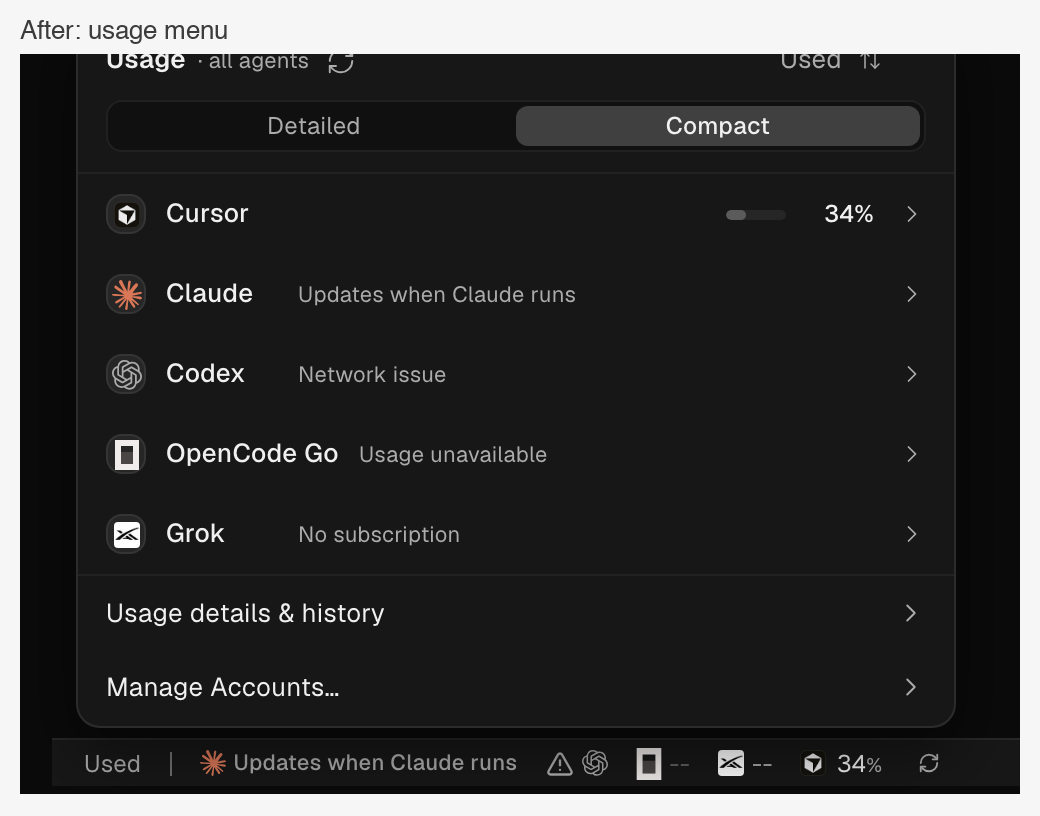 After: usage menu
Usage · all agents Used
Detailed Compact
Cursor 34%
Claude Updates when Claude runs
Codex Network issue
OpenCode Go Usage unavailable
Grok No subscription
Usage details & history
Manage Accounts...
Used | Updates when Claude runs -- -- 34%